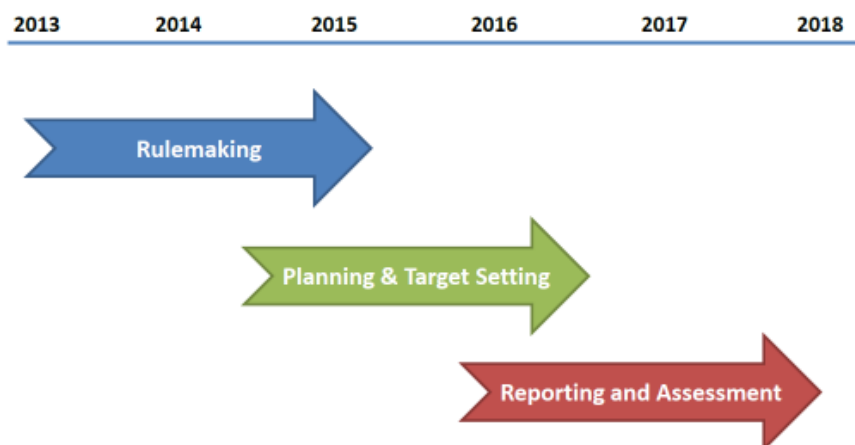 2013 2014 2015 2016 2017 2018
Rulemaking
Planning & Target Setting
Reporting and Assessment